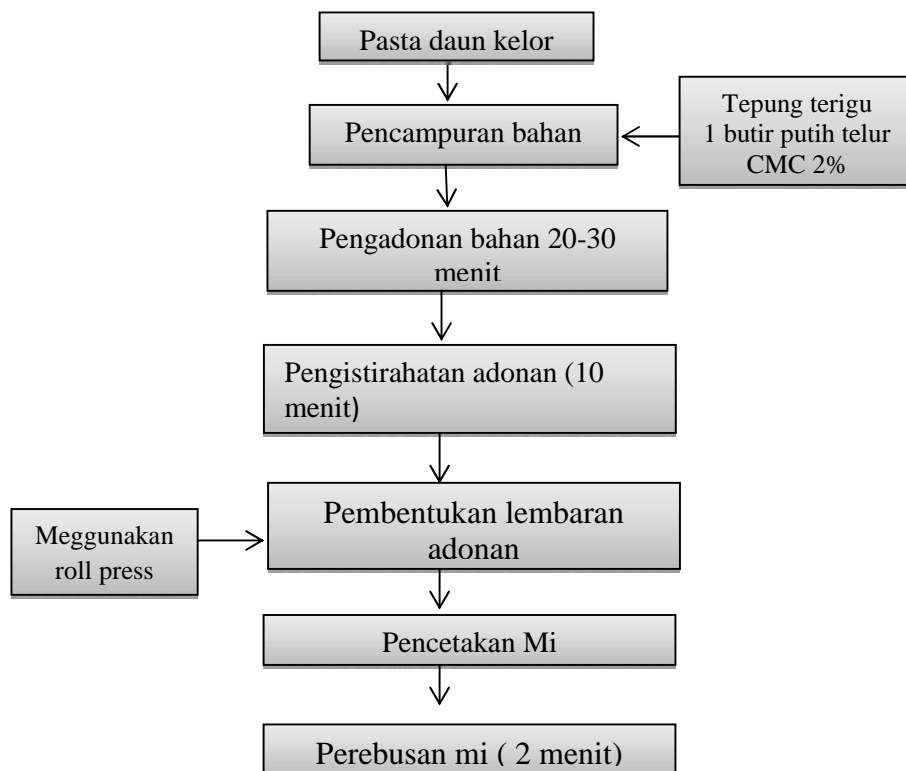 Pasta daun kelor
Pencampuran bahan
Tepung terigu
1 butir putih telur
CMC 2%
Pengadonan bahan 20-30
menit
Pengistirahatan adonan (10
menit)
Pembentukan lembaran
adonan
Meggunakan
roll press
Pencetakan Mi
Perebusan mi ( 2 menit)